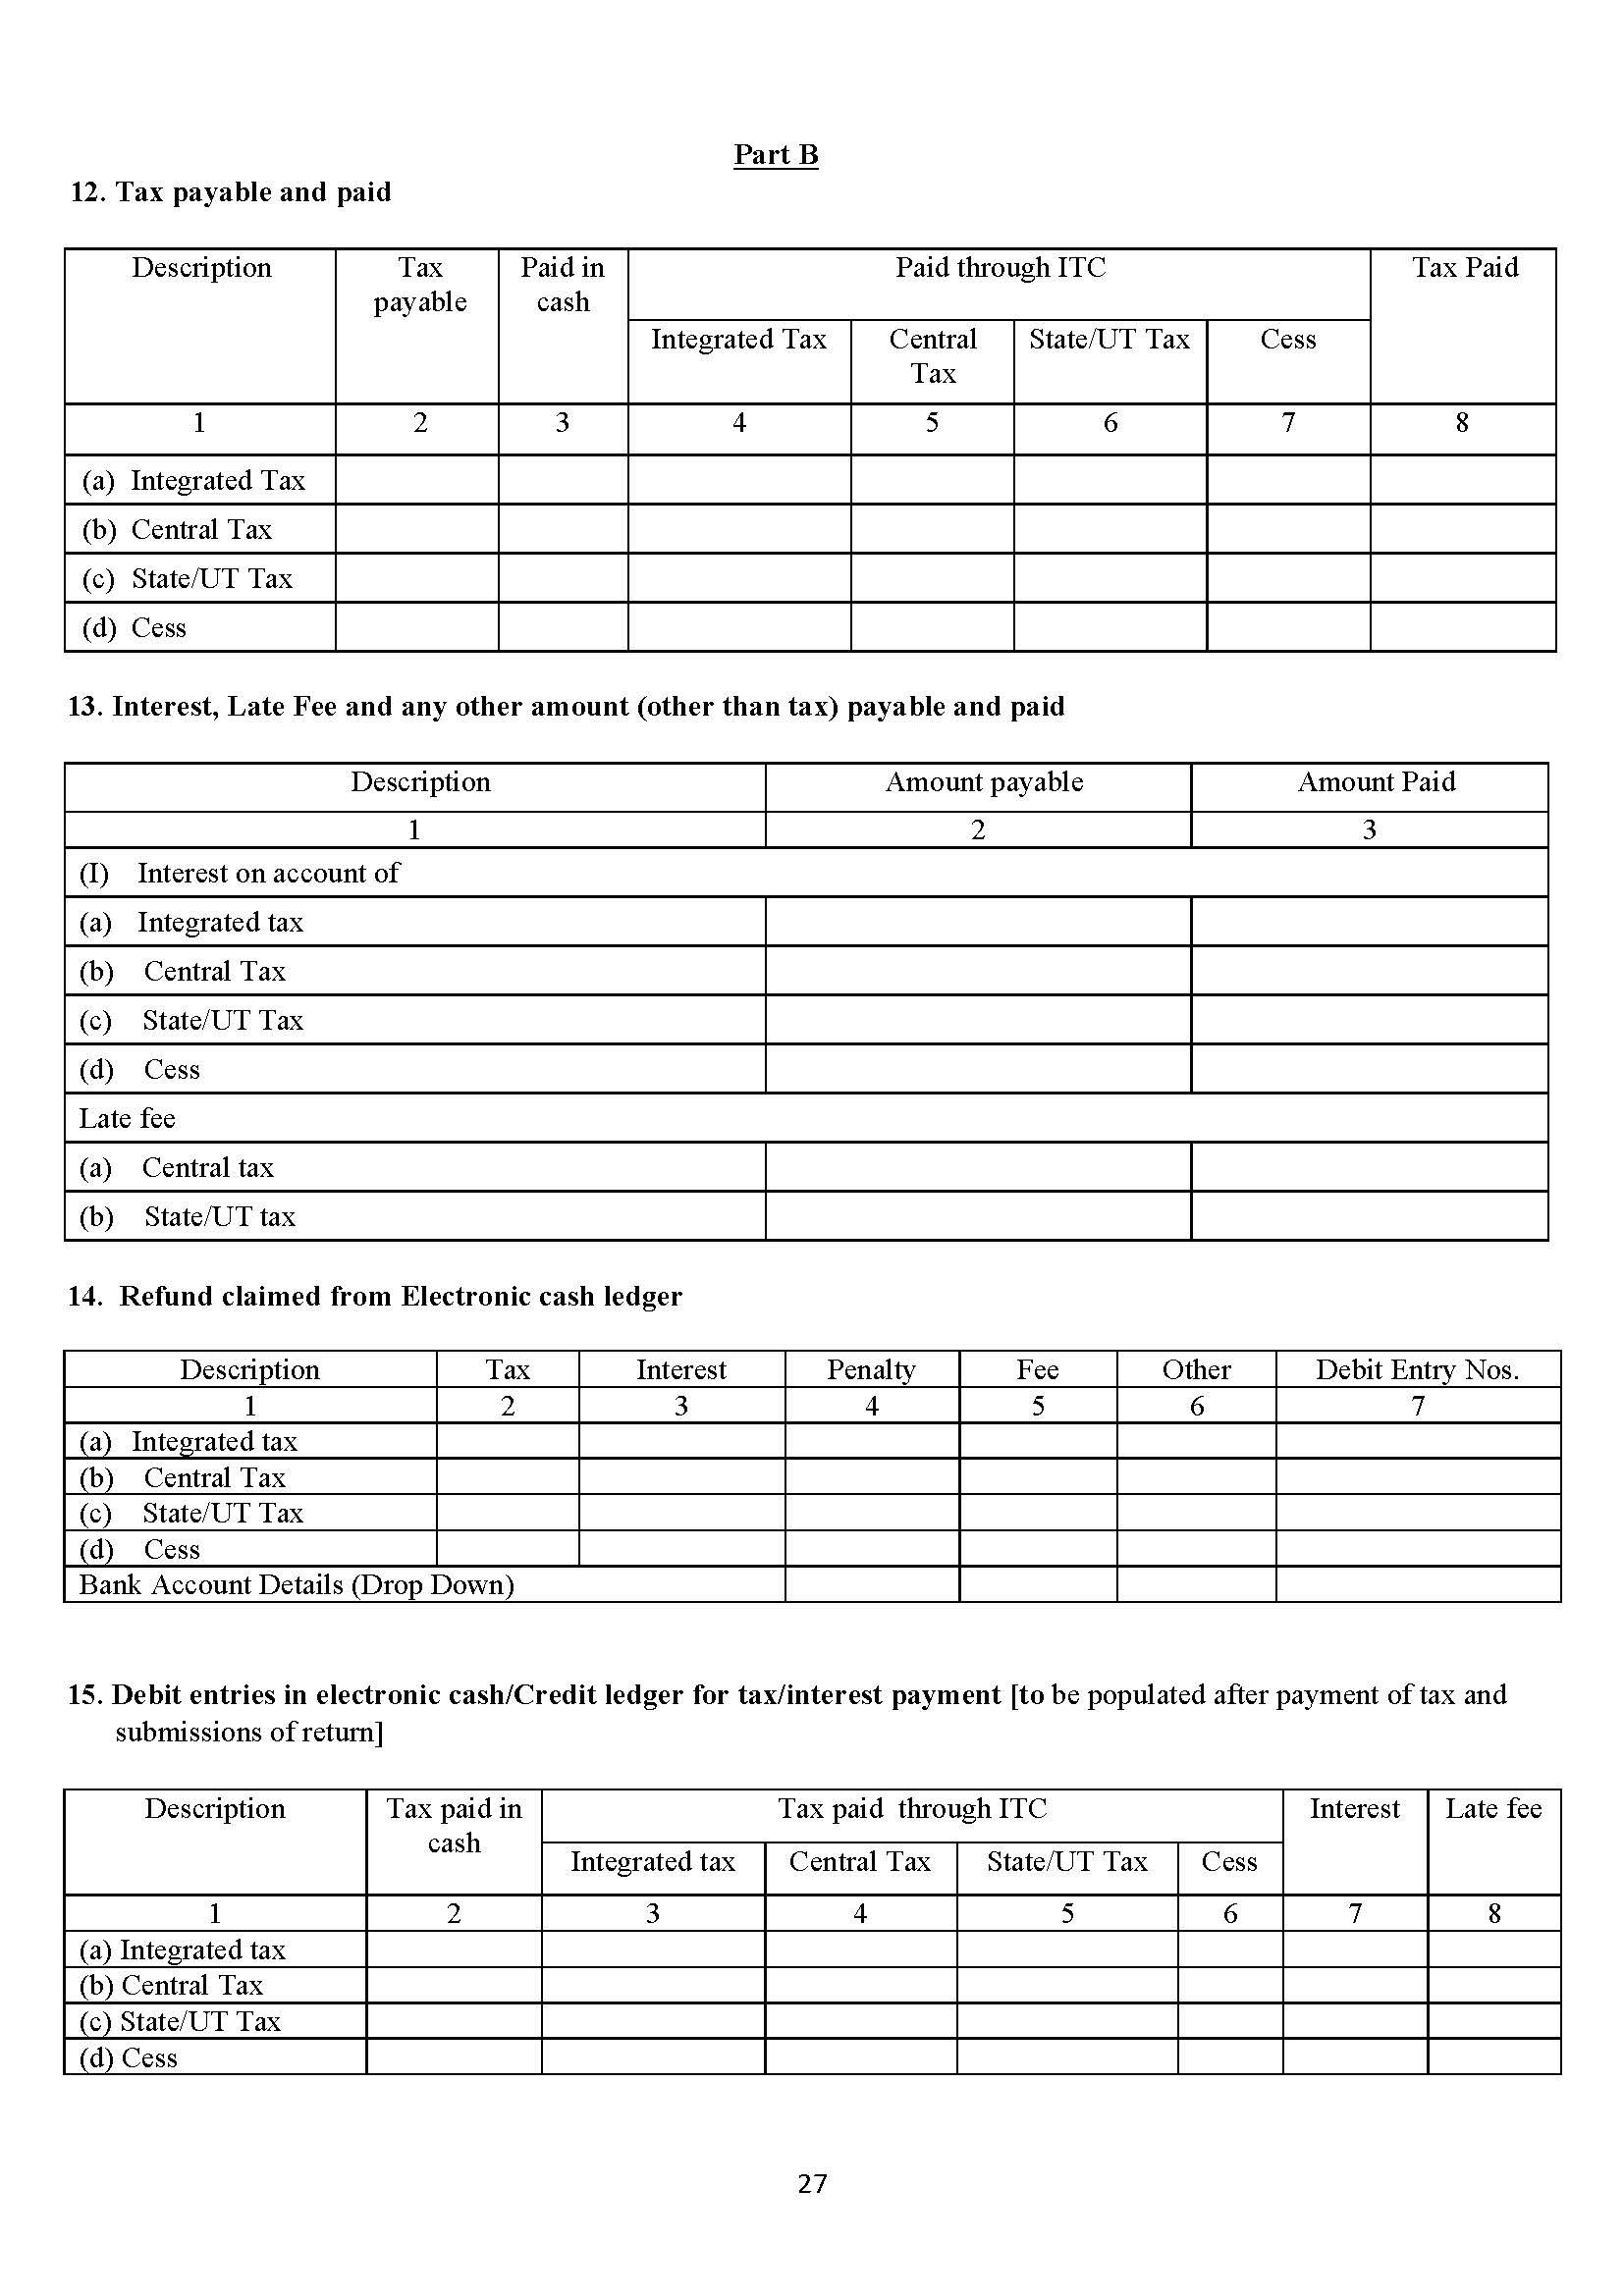 Part B
12. Tax payable and paid
Description Tax payable Paid in cash Paid through ITC Tax Paid
Integrated Tax Central Tax State/UT Tax Cess
1 2 3 4 5 6 7 8
(a) Integrated Tax
(b) Central Tax
(c) State/UT Tax
(d) Cess
13. Interest, Late Fee and any other amount (other than tax) payable and paid
Description Amount payable Amount Paid
1 2 3
(I) Interest on account of
(a) Integrated tax
(b) Central Tax
(c) State/UT Tax
(d) Cess
Late fee
(a) Central tax
(b) State/UT tax
14. Refund claimed from Electronic cash ledger
Description Tax Interest Penalty Fee Other Debit Entry Nos.
1 2 3 4 5 6 7
(a) Integrated tax
(b) Central Tax
(c) State/UT Tax
(d) Cess
Bank Account Details (Drop Down)
15. Debit entries in electronic cash/Credit ledger for tax/interest payment [to be populated after payment of tax and
submissions of return]
Description Tax paid in cash Tax paid through ITC Interest Late fee
Integrated tax Central Tax State/UT Tax Cess
1 2 3 4 5 6 7 8
(a) Integrated tax
(b) Central Tax
(c) State/UT Tax
(d) Cess
27